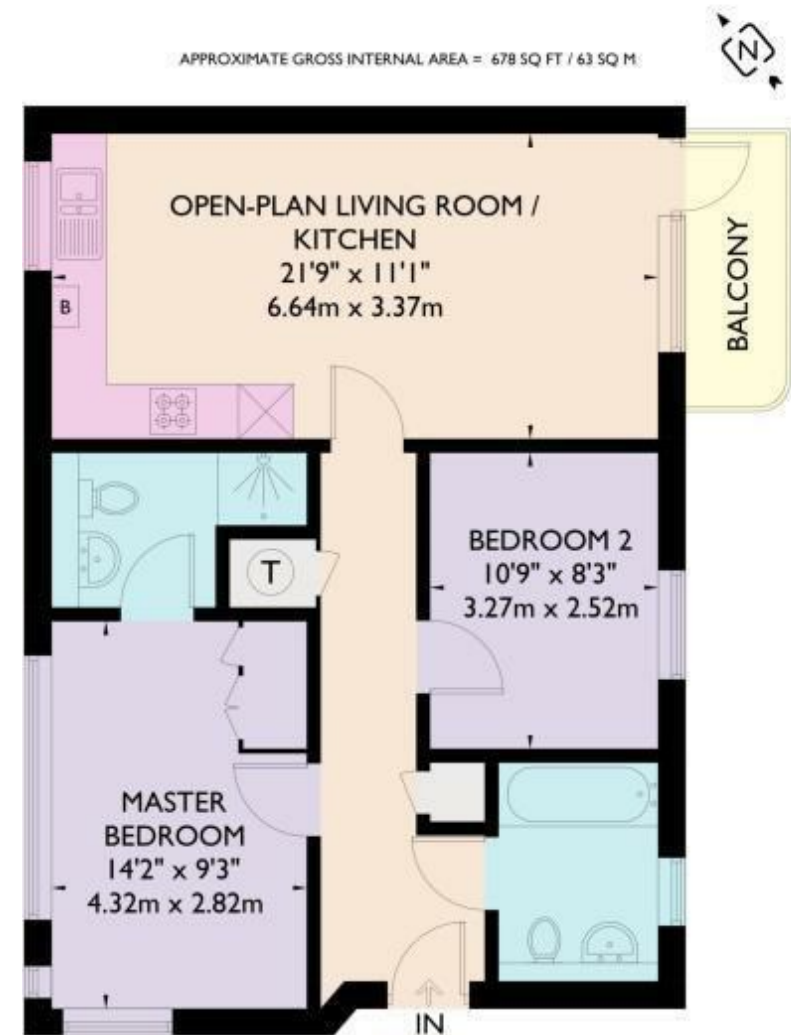 APPROXIMATE GROSS INTERNAL AREA = 678 SQ FT / 63 SQ M
N
OPEN-PLAN LIVING ROOM /
KITCHEN
21'9" x 11'1"
6.64m x 3.37m
BALCONY
B
T
BEDROOM 2
10'9" x 8'3"
3.27m x 2.52m
MASTER
BEDROOM
14'2" x 9'3"
4.32m x 2.82m
IN